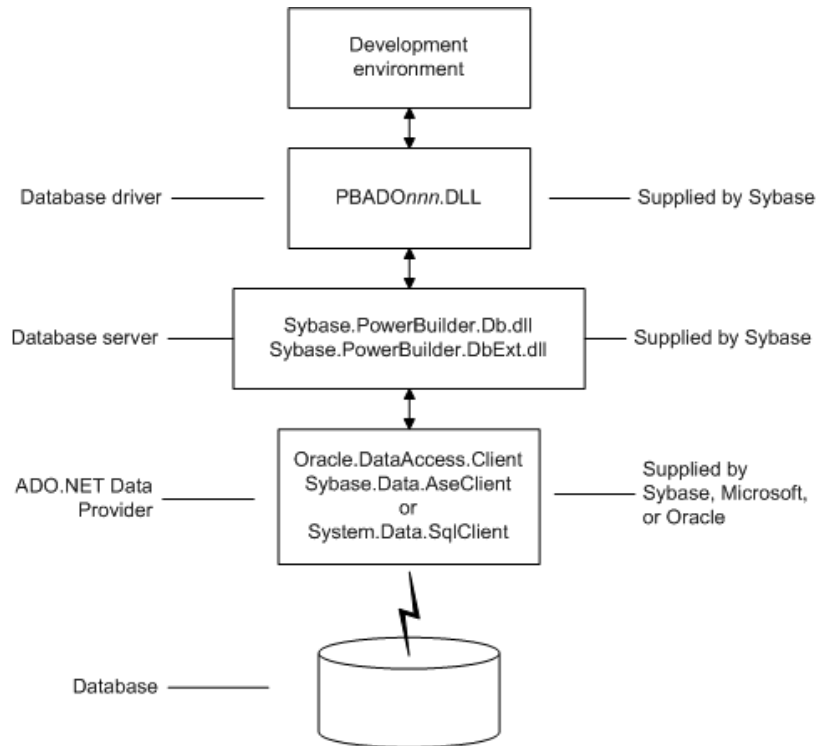 Development
environment
Database driver
PBADOnnn.DLL
Supplied by Sybase
Database server
Sybase.PowerBuilder.Db.dll
Sybase.PowerBuilder.DbExt.dll
Supplied by Sybase
ADO.NET Data
Provider
Oracle.DataAccess.Client
Sybase.Data.AseClient
or
System.Data.SqlClient
Supplied by
Sybase, Microsoft,
or Oracle
Database